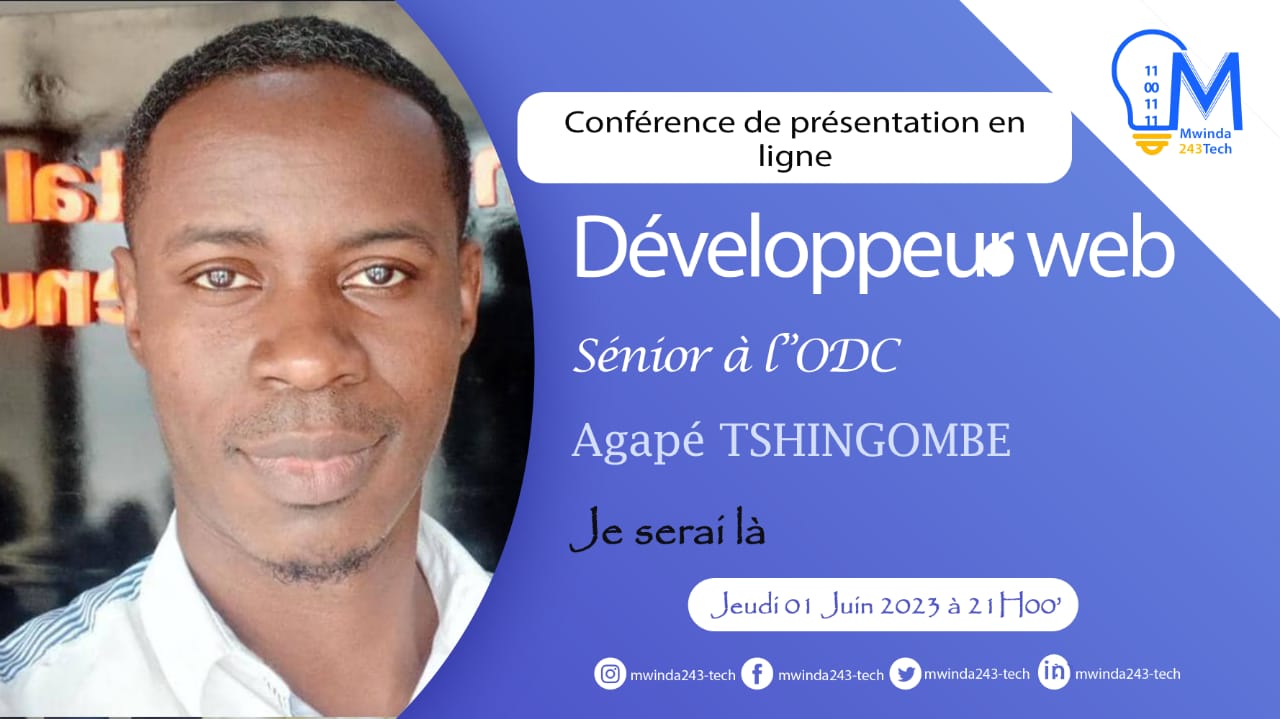 11
00
11
11
M
Mwinda
243Tech
Conférence de présentation en
ligne
Développeur web
Sénior à l’’ODC
Agapé TSHINGOMBE
Je serai là
Jeudi 01 Juin 2023 à 21H00’
mwinda243-tech mwinda243-tech mwinda243-tech in mwinda243-tech